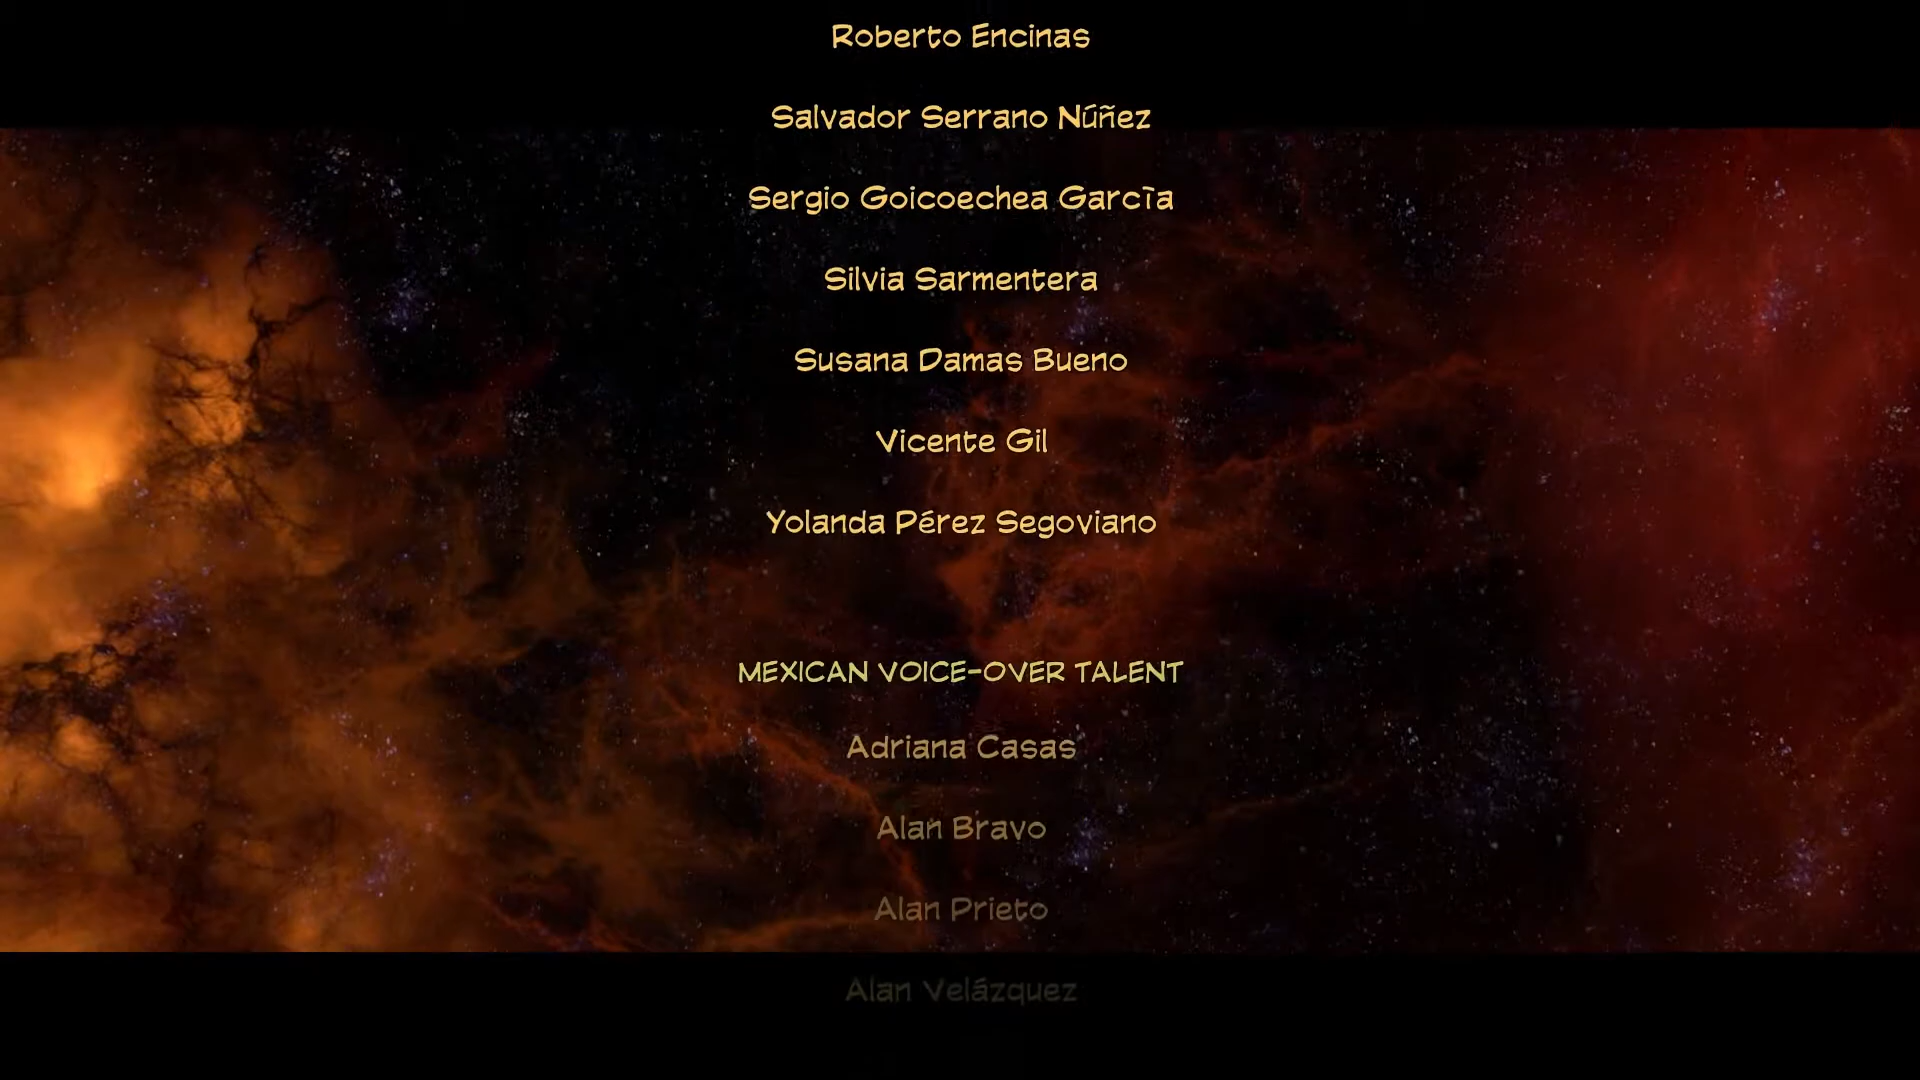 Roberto Encinas
Salvador Serrano Núñez
Sergio Goicoechea Garcìa
Silvia Sarmentera
Susana Damas Bueno
Vicente Gil
Yolanda Pérez Segoviano
MEXICAN VOICE-OVER TALENT
Adriana Casas
Alan Bravo
Alan Prieto
Alan Velázquez